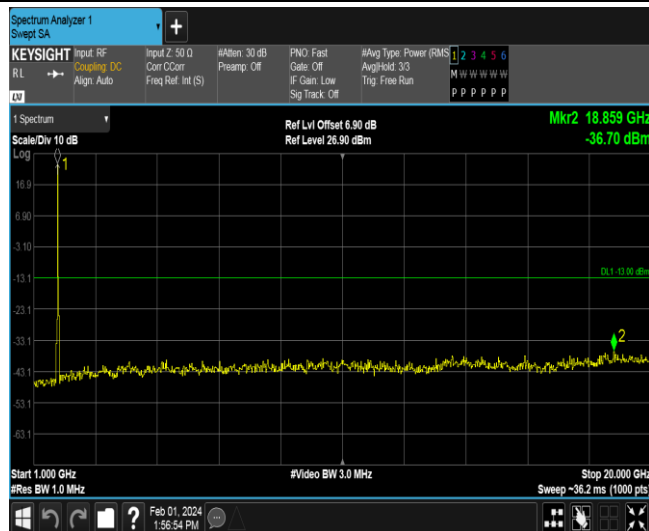 Spectrum Analyzer 1
Swept SA
+
KEYSIGHT
RL
LXI
Input: RF
Coupling: DC
Align: Auto
Input Z: 50 Ω
Corr CCorr
Freq Ref: Int (S)
#Atten: 30 dB
Preamp: Off
PNO: Fast
Gate: Off
IF Gain: Low
Sig Track: Off
#Avg Type: Power (RMS
Avg|Hold: 3/3
Trig: Free Run
1 2 3 4 5 6
M W W W W W
P P P P P P
1 Spectrum
Scale/Div 10 dB
Log
Ref Lvl Offset 6.90 dB
Ref Level 26.90 dBm
Mkr2 18.859 GHz
-36.70 dBm
1
16.9
6.90
-3.10
-13.1
DL1 -13.00 dBm
-23.1
-33.1
2
-43.1
-53.1
-63.1
Start 1.000 GHz
#Res BW 1.0 MHz
#Video BW 3.0 MHz
Stop 20.000 GHz
Sweep ~36.2 ms (1000 pts)
?
Feb 01, 2024
1:56:54 PM